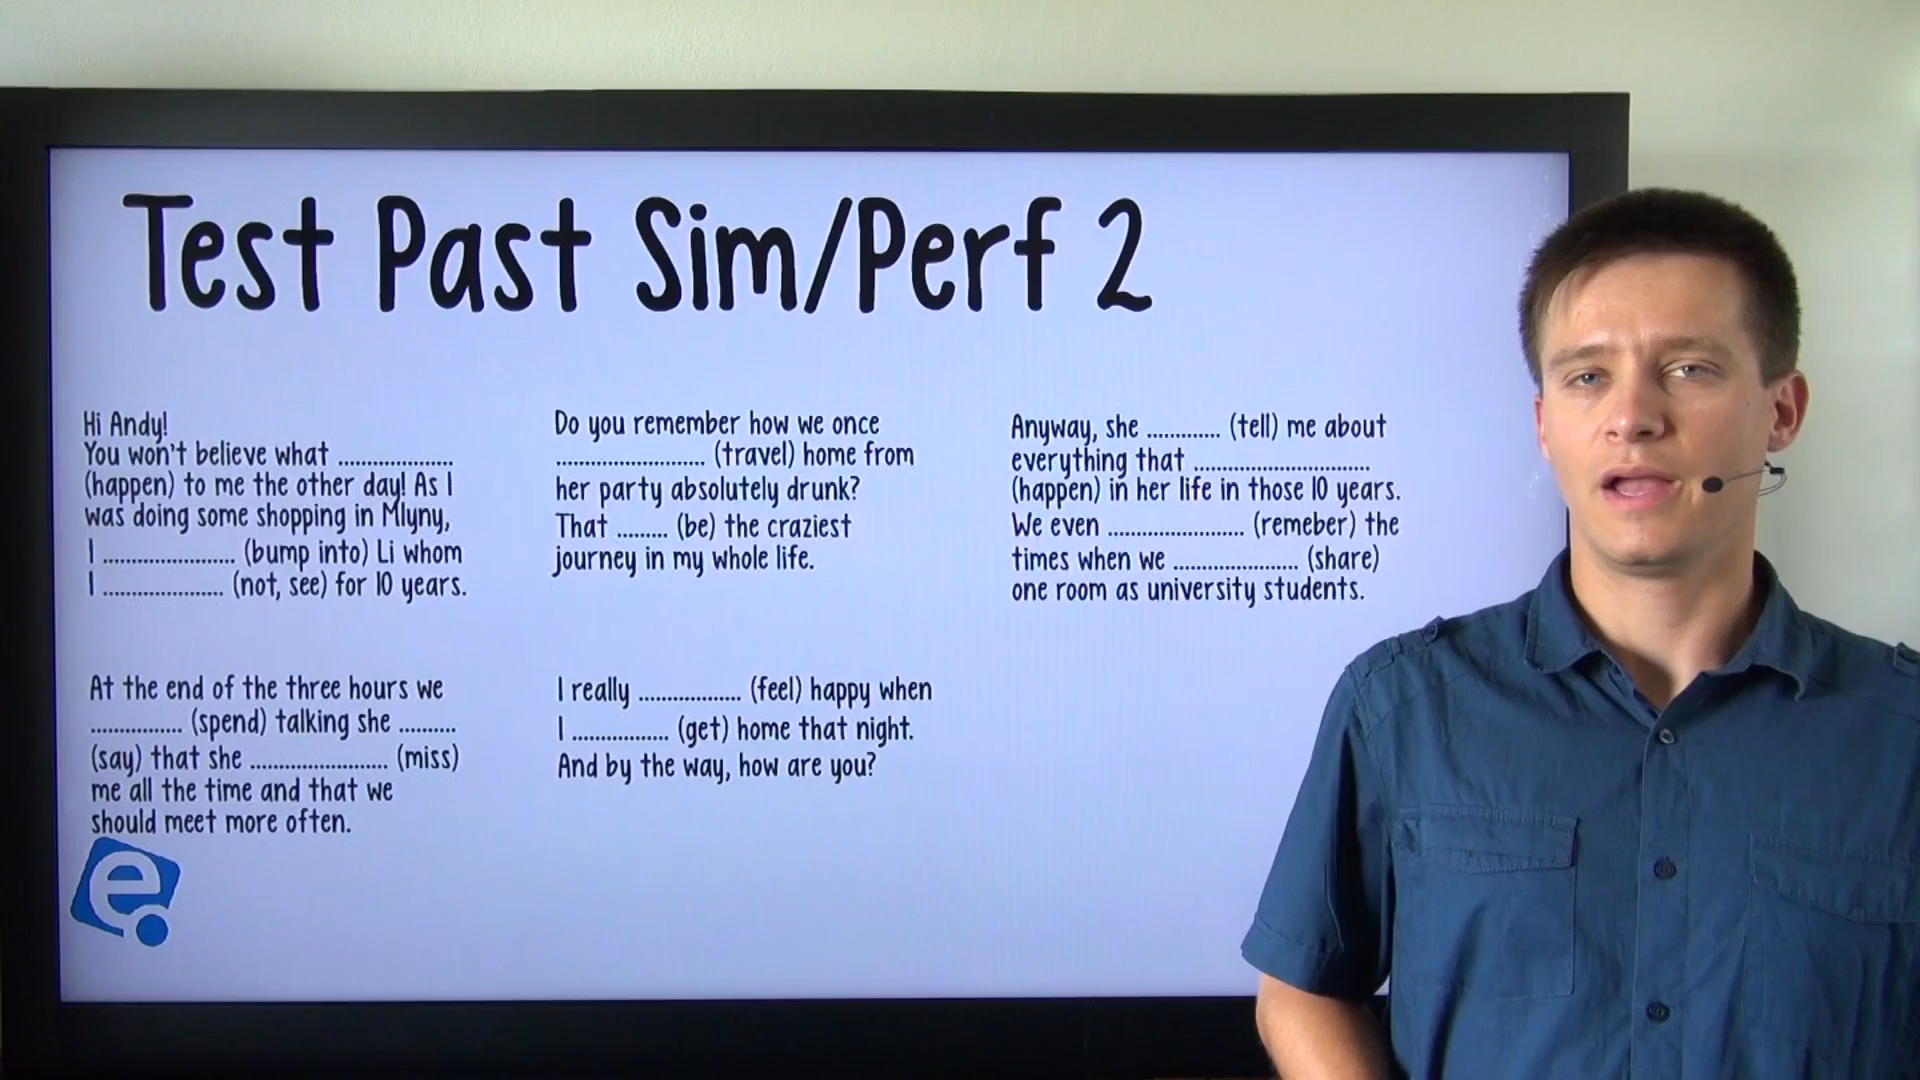 Test Past Sim/Perf 2
Hi Andy!
You won't believe what ...................
(happen) to me the other day! As I
was doing some shopping in Mlyny,
I ...................... (bump into) Li whom
I .................... (not, see) for 10 years.
Do you remember how we once
......................... (travel) home from
her party absolutely drunk?
That ......... (be) the craziest
journey in my whole life.
Anyway, she ............. (tell) me about
everything that ..............................
(happen) in her life in those 10 years.
We even ....................... (remeber) the
times when we ..................... (share)
one room as university students.
At the end of the three hours we
................ (spend) talking she ..........
(say) that she ....................... (miss)
me all the time and that we
should meet more often.
I really .................. (feel) happy when
I ................ (get) home that night.
And by the way, how are you?
e